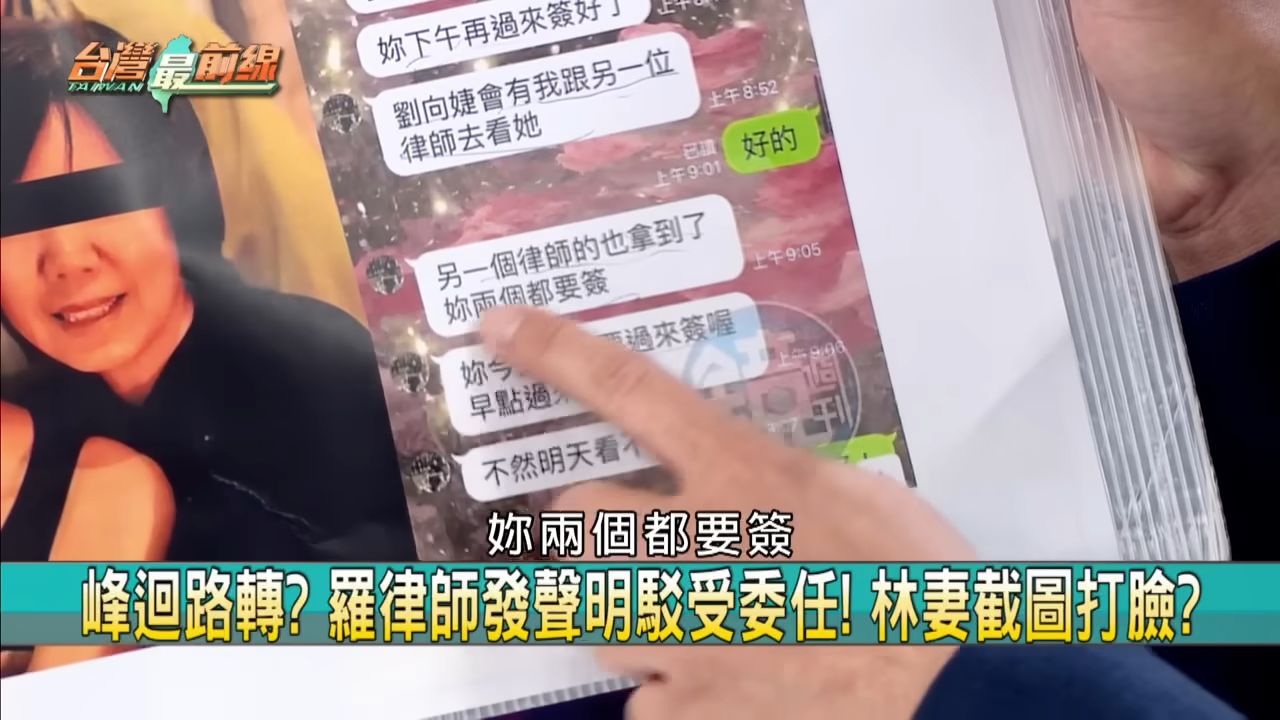 台灣最前線
TAIWAN
妳下午再過來簽好了
劉向婕會有我跟另一位
律師去看她
上午8:52
好的
已讀
上午9:01
另一個律師的也拿到了
妳兩個都要簽
上午9:05
妳今
過來簽喔
早點過
上午9:06
不然明天看
妳兩個都要簽
峰迴路轉? 羅律師發聲明駁受委任! 林妻截圖打臉?